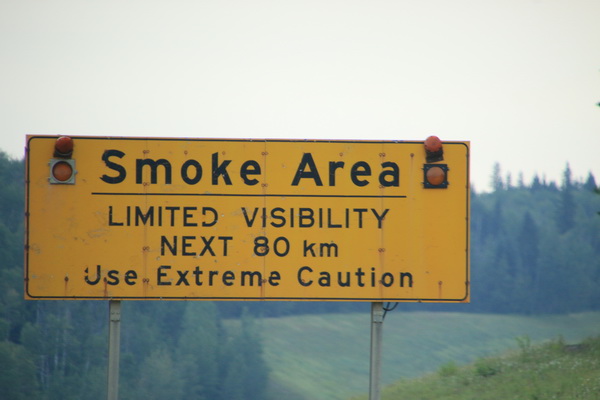 Smoke Area
LIMITED VISIBILITY
NEXT 80 km
Use Extreme Caution